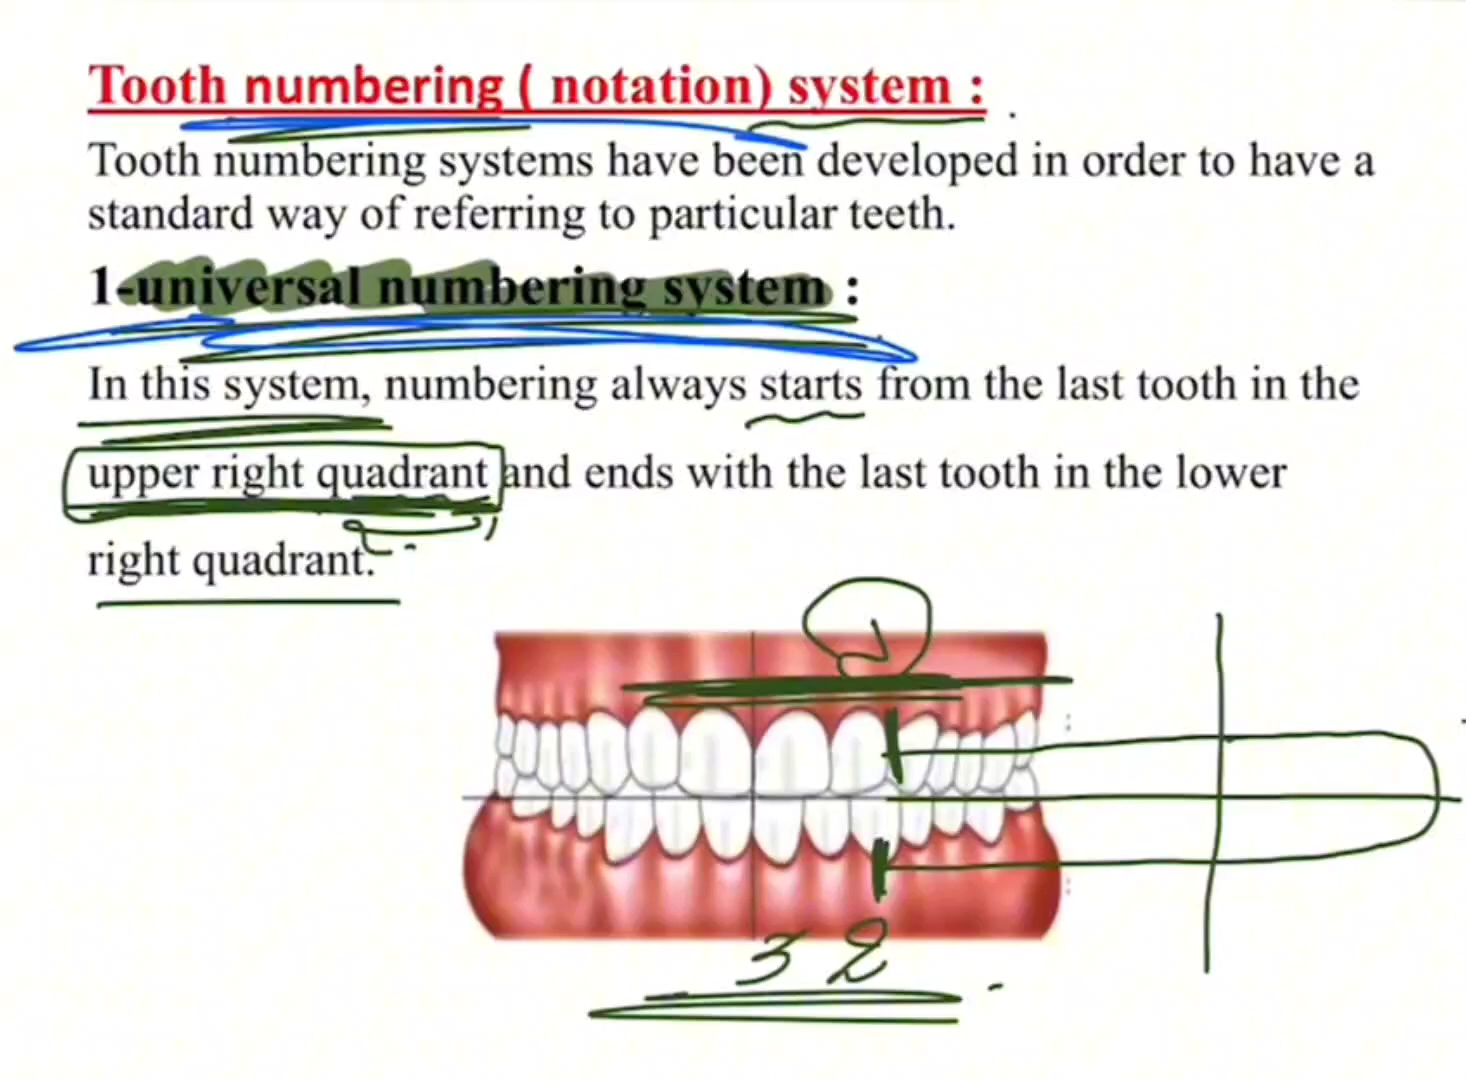 Tooth numbering ( notation) system :
Tooth numbering systems have been developed in order to have a
standard way of referring to particular teeth.
1-universal numbering system :
In this system, numbering always starts from the last tooth in the
upper right quadrant and ends with the last tooth in the lower
right quadrant.
32